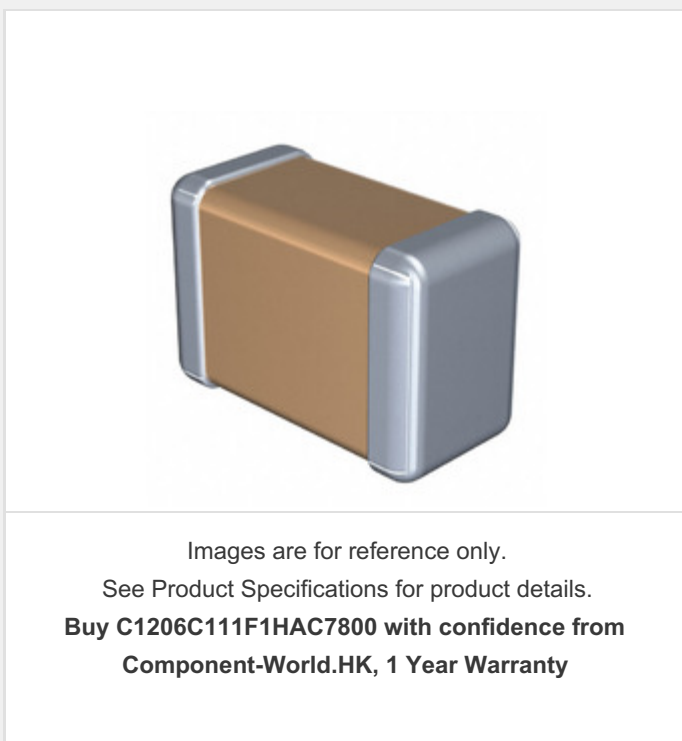 Images are for reference only.
See Product Specifications for product details.
Buy C1206C111F1HAC7800 with confidence from
Component-World.HK, 1 Year Warranty